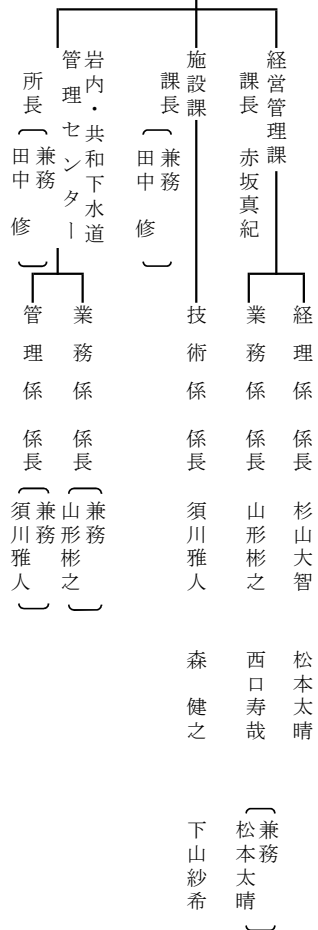 経営管理課
課長　赤坂真紀
経理係　係長　杉山大智　松本太晴
業務係　係長　山形彬之　西口寿哉　（兼務　松本太晴）
施設課
課長　（兼務　田中　修）
技術係　係長　須川雅人　森　健之　下山紗希
岩内・共和下水道
管理センター
所長　（兼務　田中　修）
業務係　係長　（兼務　山形彬之）
管理係　係長　（兼務　須川雅人）